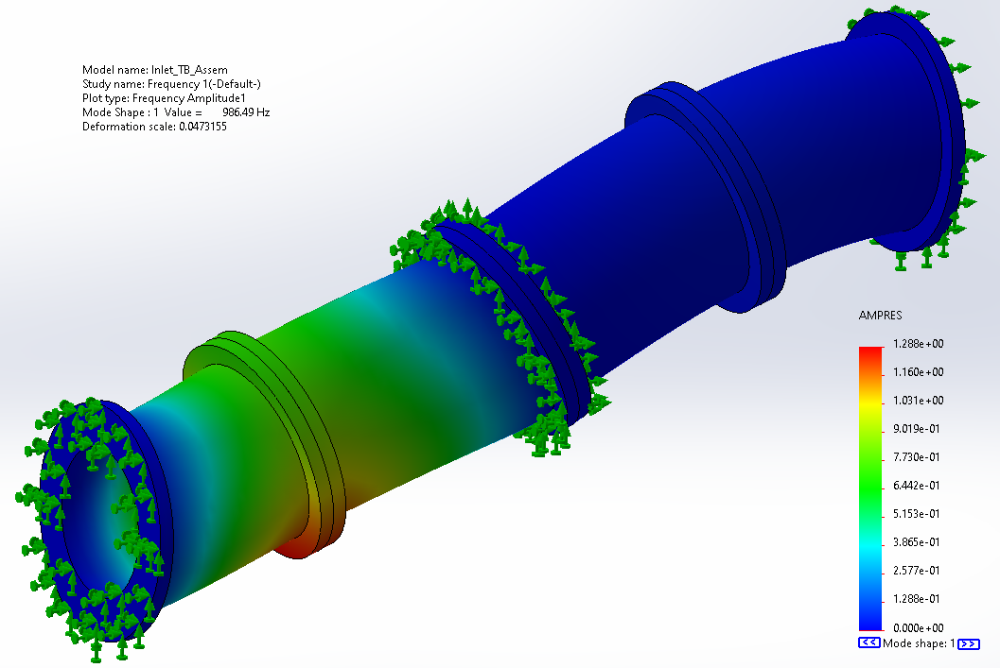 Model name: Inlet_TB_Assem
Study name: Frequency 1(-Default-)
Plot type: Frequency Amplitude1
Mode Shape : 1 Value = 986.49 Hz
Deformation scale: 0.0473155
AMPRES
1.288e+00
1.160e+00
1.031e+00
9.019e-01
7.730e-01
6.442e-01
5.153e-01
3.865e-01
2.577e-01
1.288e-01
0.000e+00
<< Mode shape: 1 >>